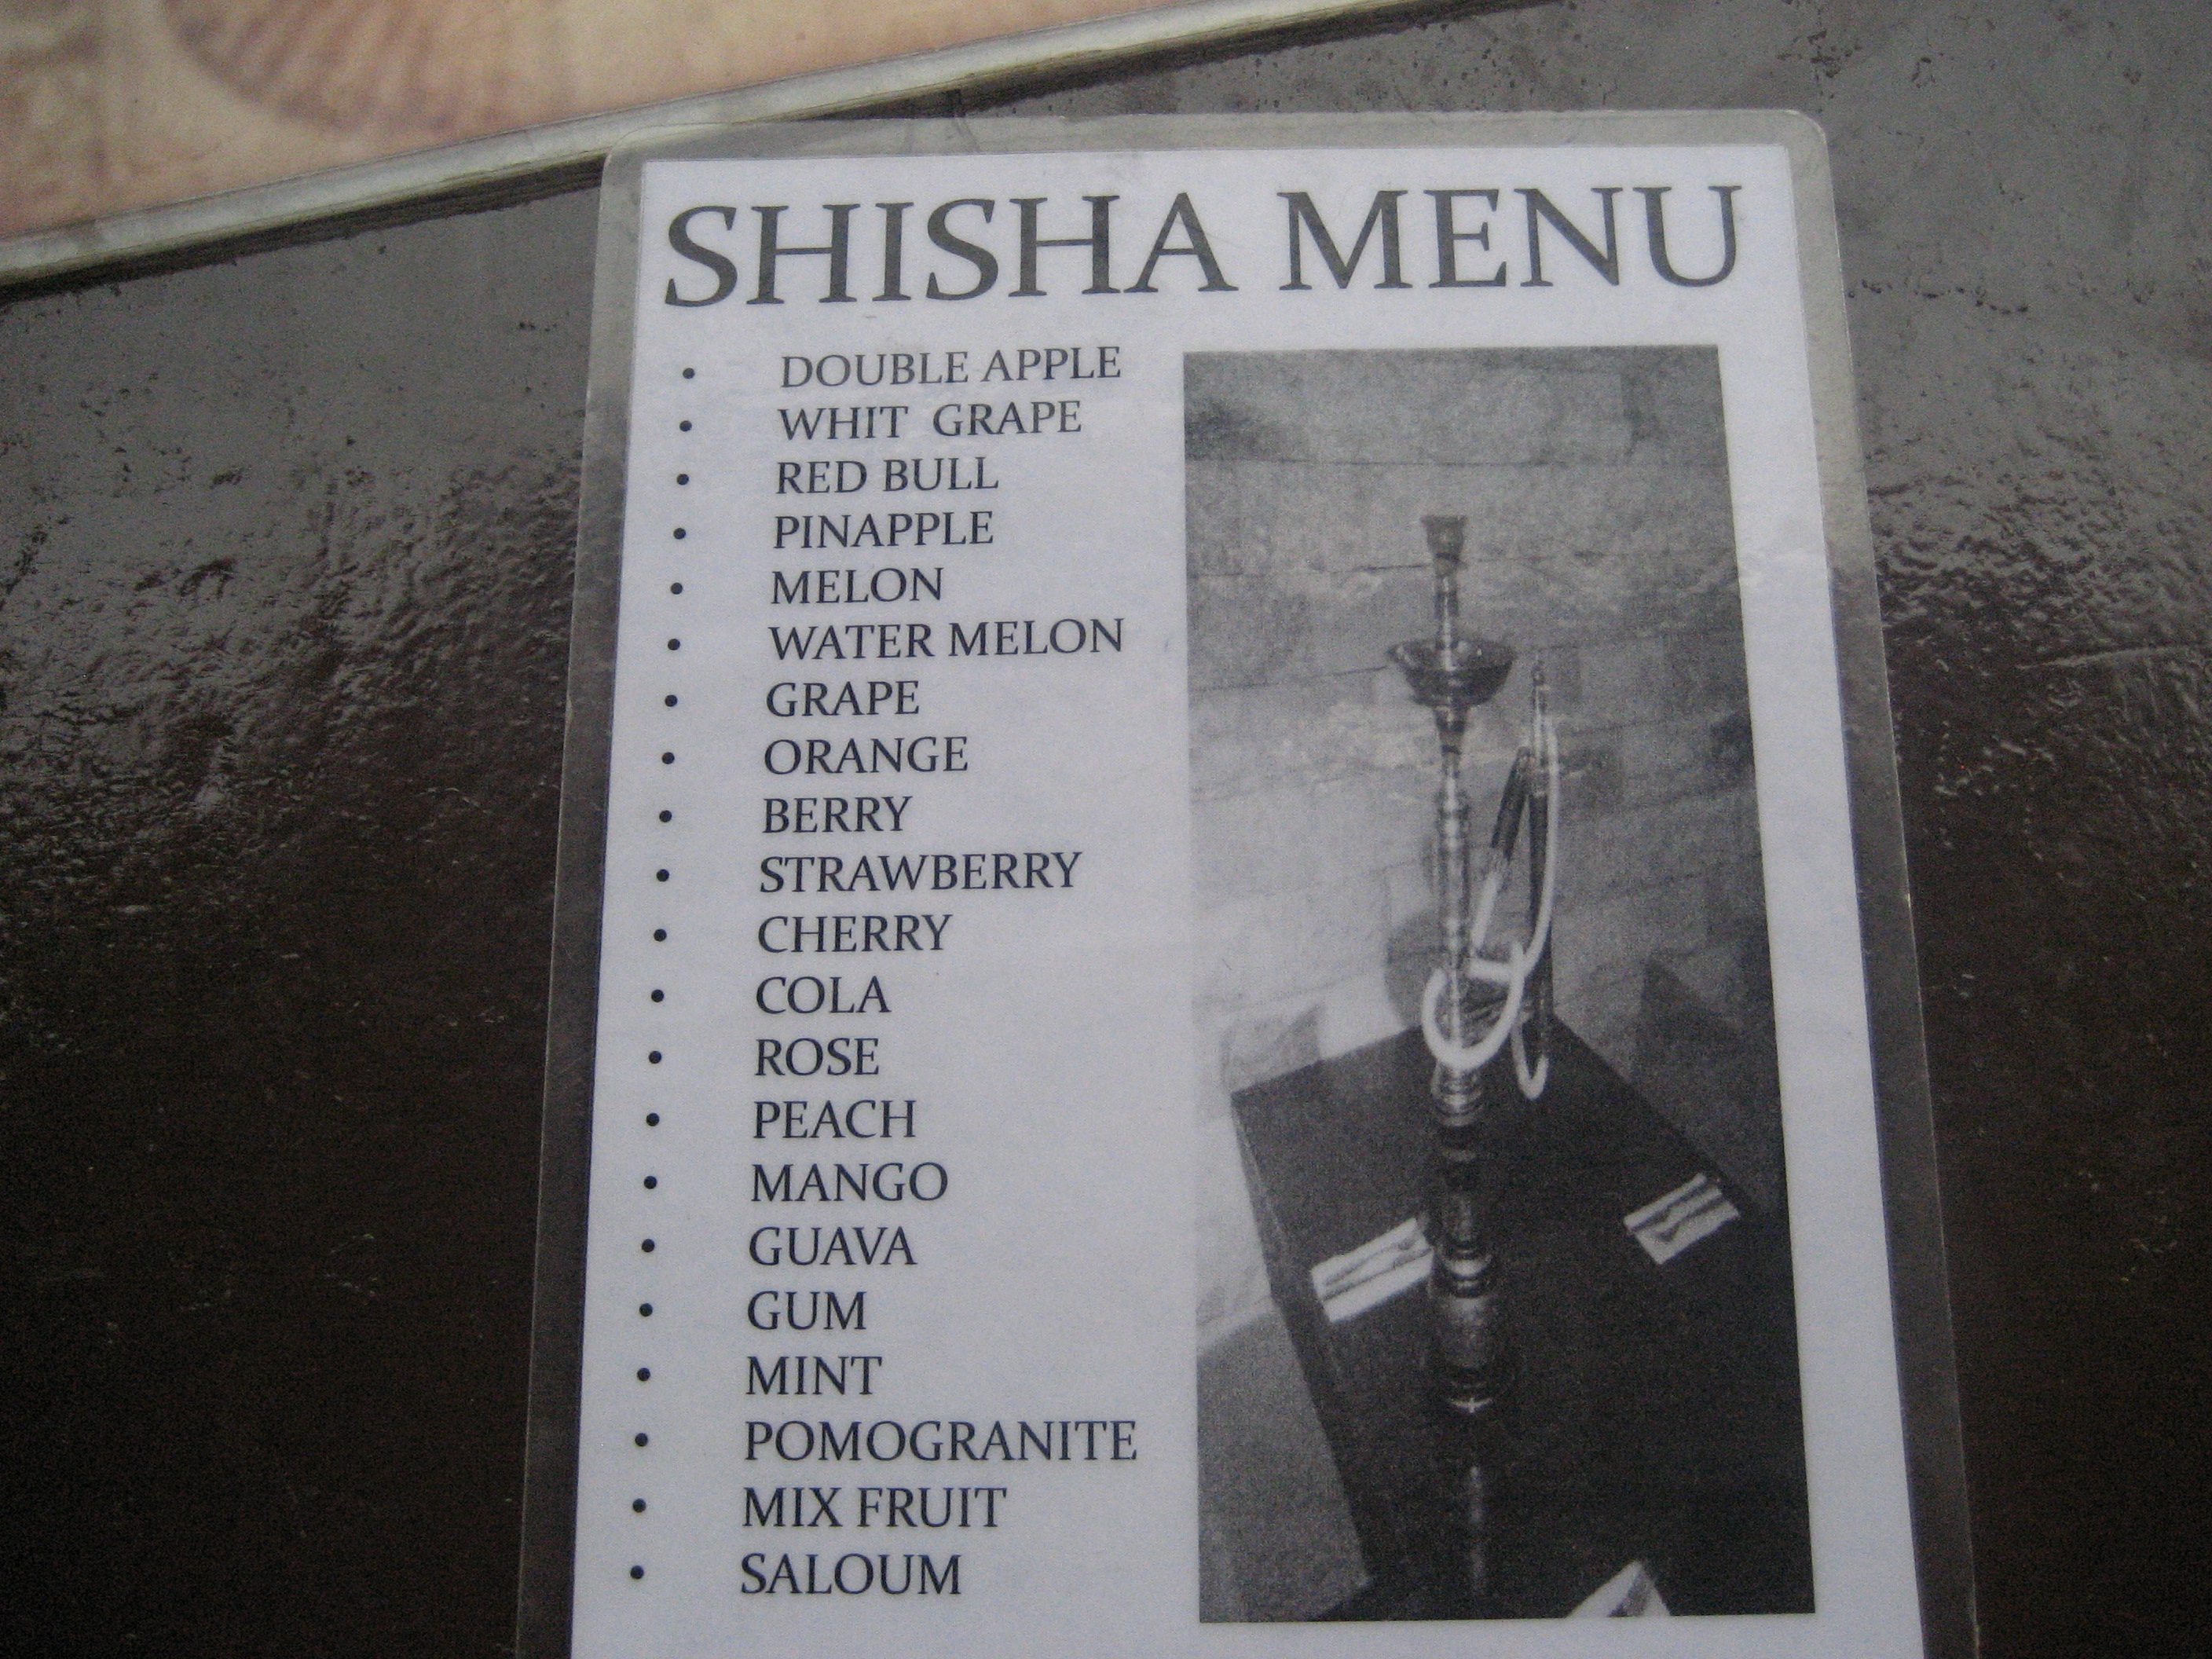 SHISHA MENU
• DOUBLE APPLE
• WHIT GRAPE
• RED BULL
• PINAPPLE
• MELON
• WATER MELON
• GRAPE
• ORANGE
• BERRY
• STRAWBERRY
• CHERRY
• COLA
• ROSE
• PEACH
• MANGO
• GUAVA
• GUM
• MINT
• POMOGRANITE
• MIX FRUIT
• SALOUM